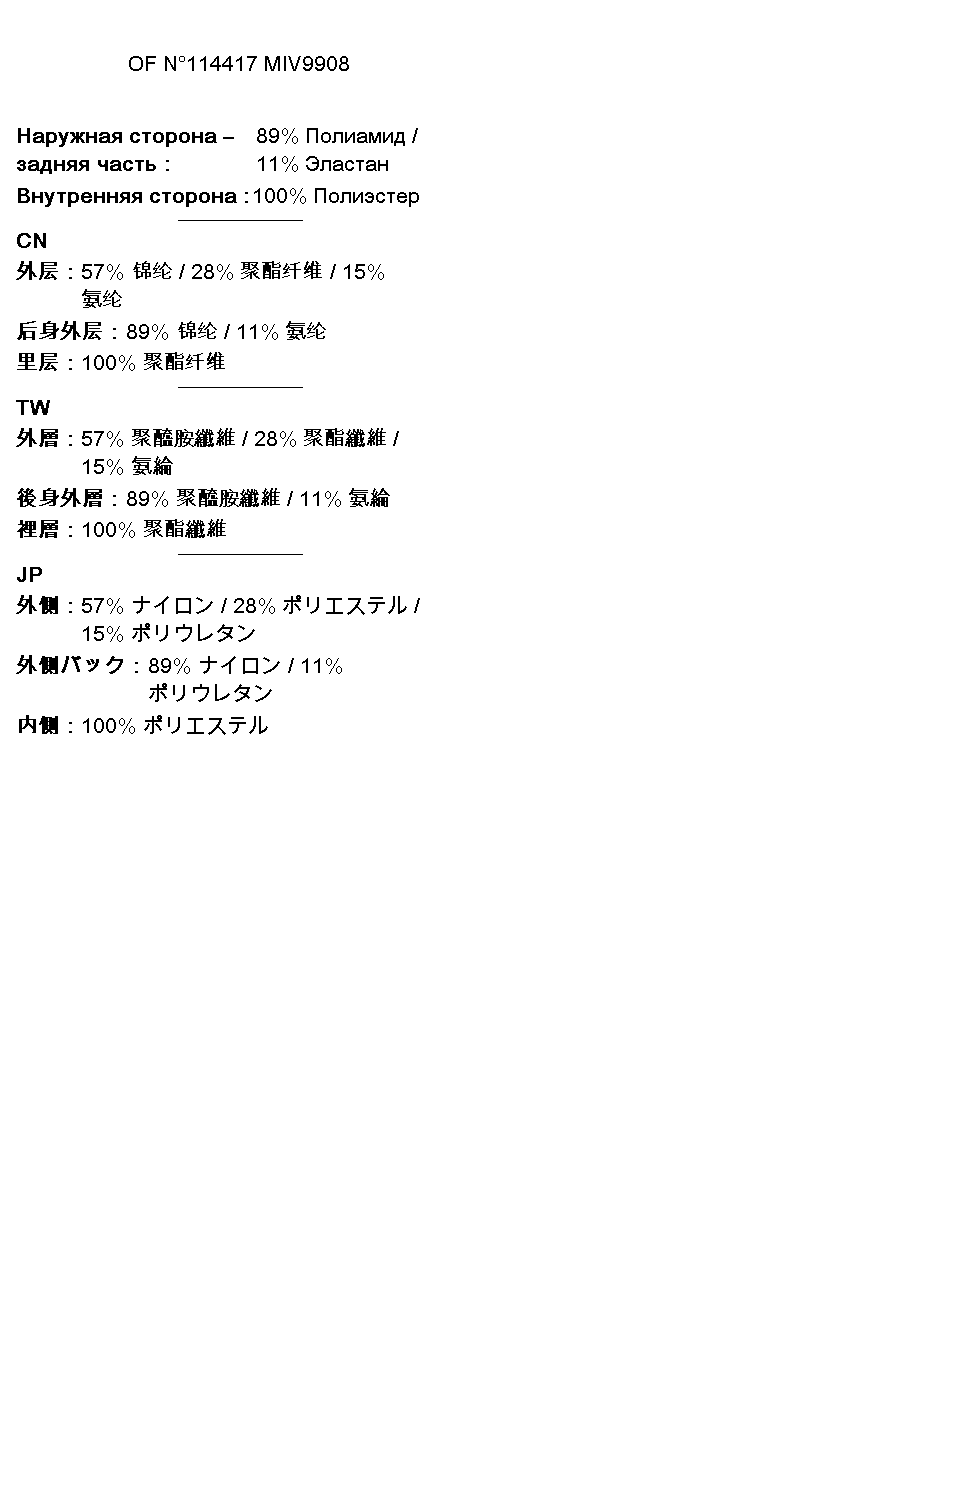 OF N°114417 MIV9908
Наружная сторона – 89% Полиамид /
задняя часть : 11% Эластан
Внутренняя сторона : 100% Полиэстер
CN
外层 : 57% 锦纶 / 28% 聚酯纤维 / 15%
氨纶
后身外层 : 89% 锦纶 / 11% 氨纶
里层 : 100% 聚酯纤维
TW
外層 : 57% 聚醯胺纖維 / 28% 聚酯纖維 /
15% 氨綸
後身外層 : 89% 聚醯胺纖維 / 11% 氨綸
裡層 : 100% 聚酯纖維
JP
外側 : 57% ナイロン / 28% ポリエステル /
15% ポリウレタン
外側バック : 89% ナイロン / 11%
ポリウレタン
内側 : 100% ポリエステル